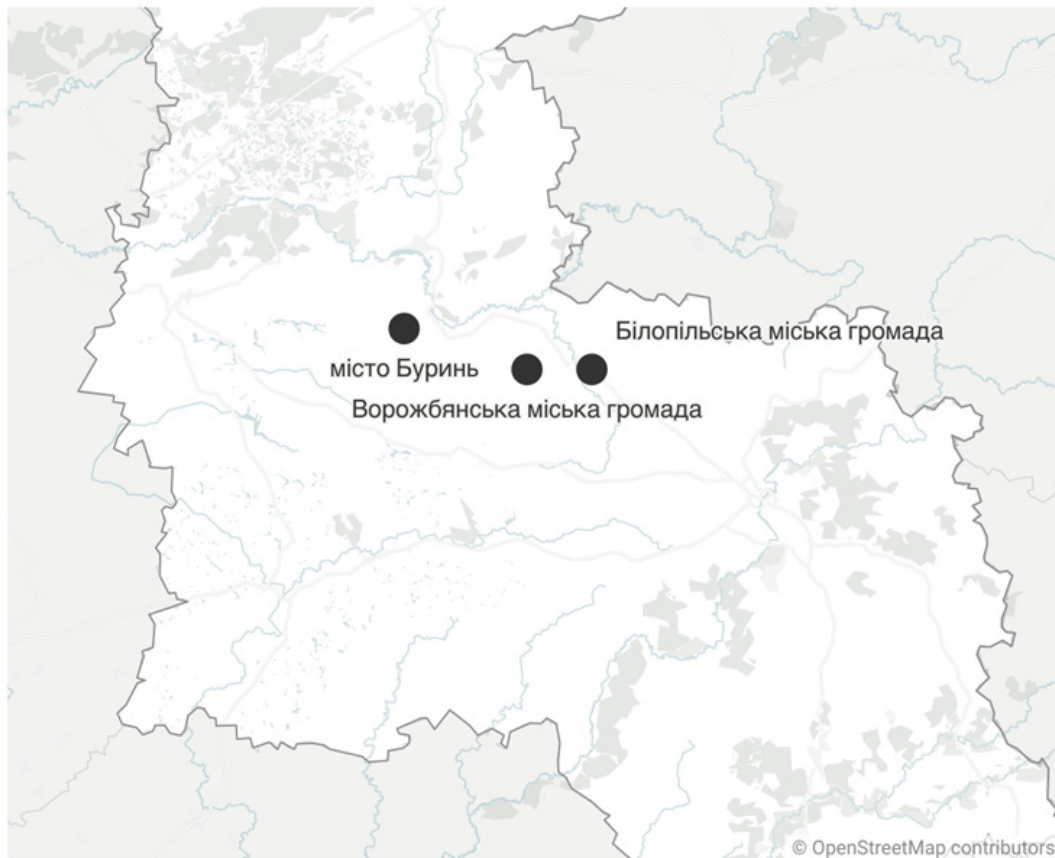 Білопільська міська громада
місто Буринь
Ворожбянська міська громада
© OpenStreetMap contributors